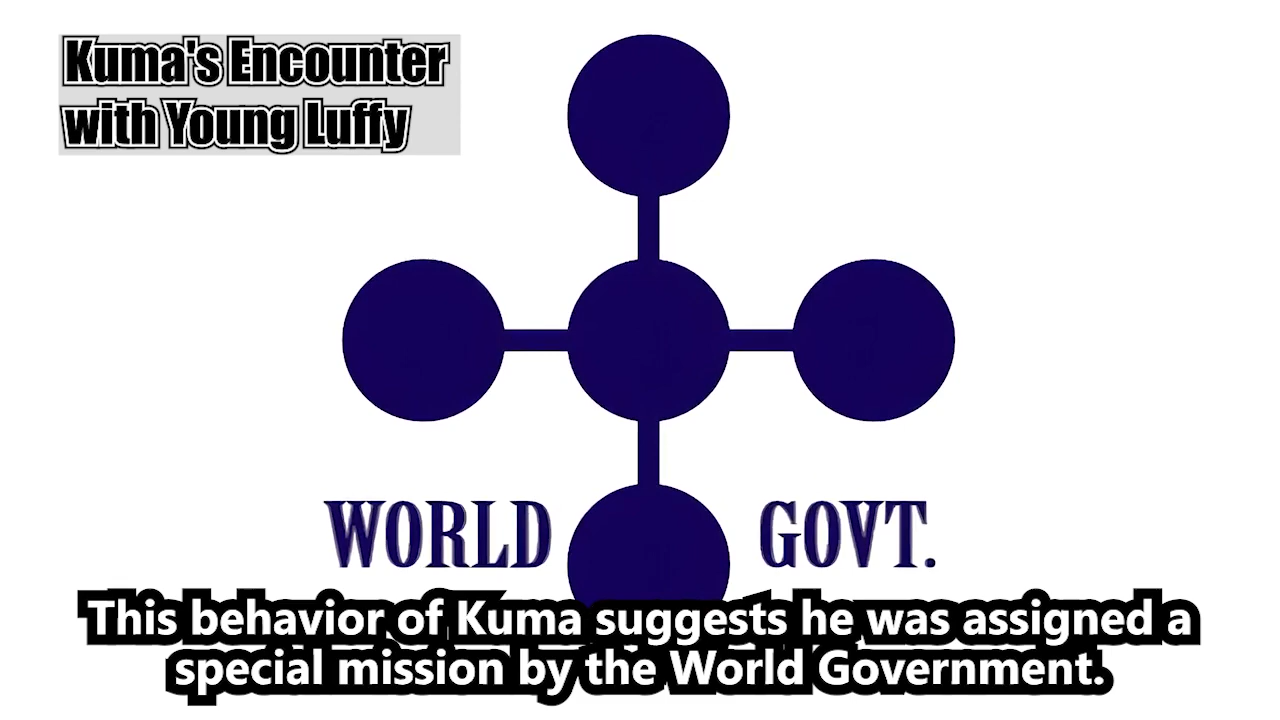 Kuma's Encounter
with Young Luffy
WORLD GOVT.
This behavior of Kuma suggests he was assigned a
special mission by the World Government.